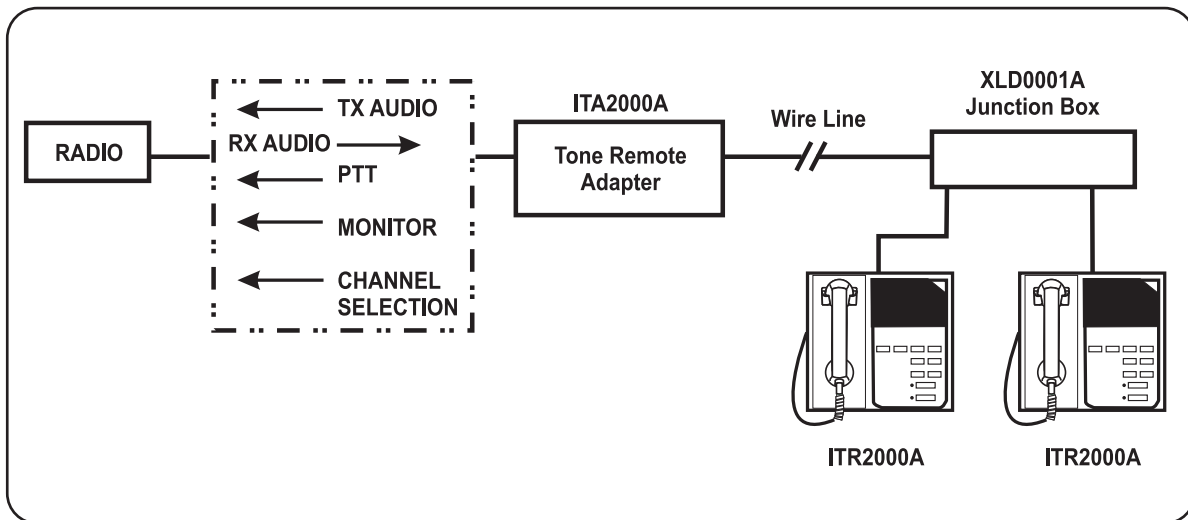 RADIO
TX AUDIO
RX AUDIO
PTT
MONITOR
CHANNEL
SELECTION
ITA2000A
Tone Remote
Adapter
Wire Line
XLD0001A
Junction Box
ITR2000A
ITR2000A